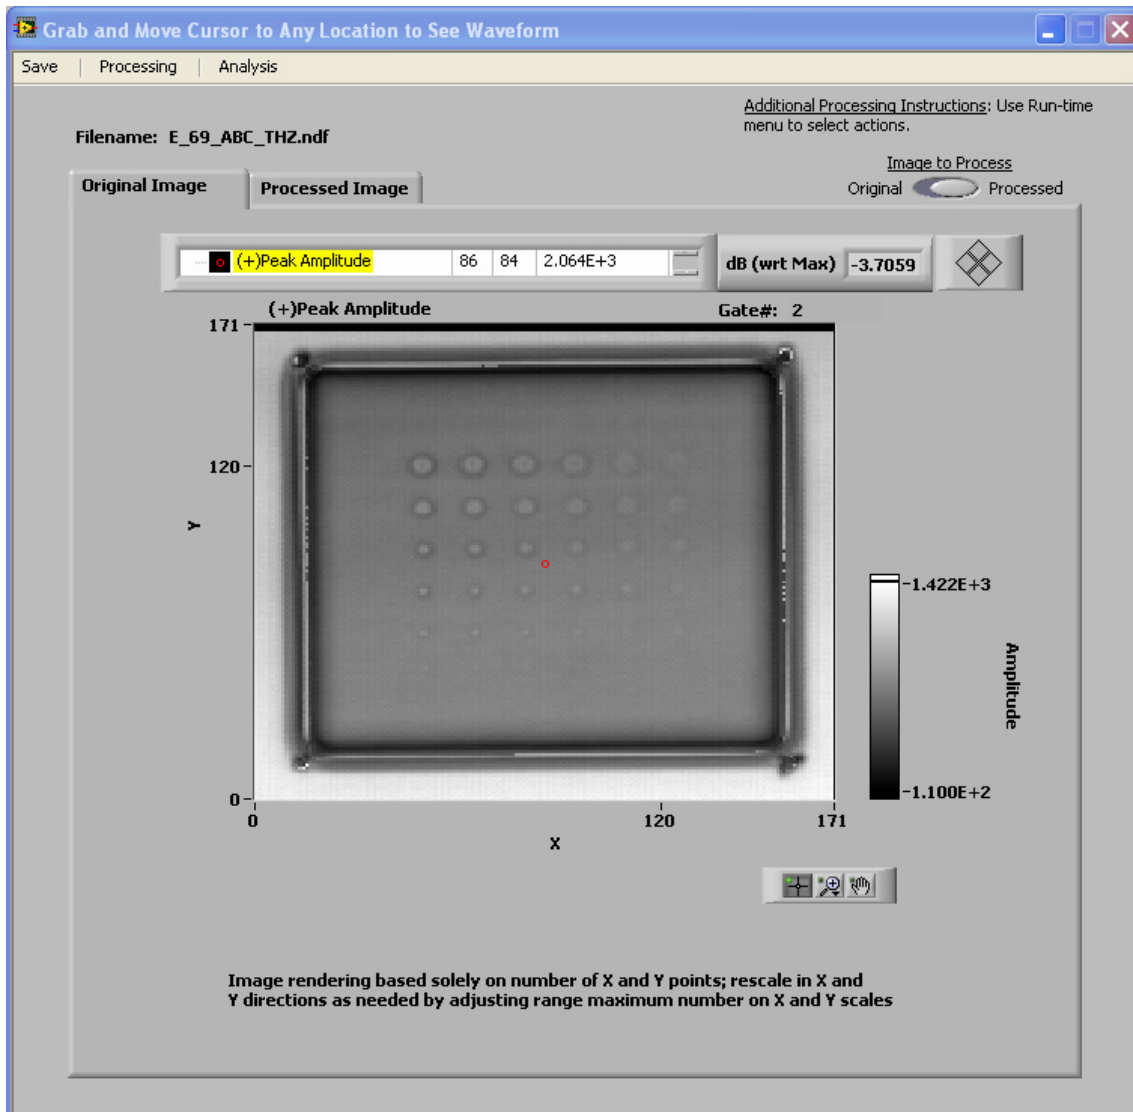 Grab and Move Cursor to Any Location to See Waveform
Save | Processing | Analysis
Additional Processing Instructions: Use Run-time
menu to select actions.
Filename: E_69_ABC_THZ.ndf
Image to Process
Original Processed
Original Image Processed Image
(+)Peak Amplitude 86 84 2.064E+3 dB (wrt Max) -3.7059
(+)Peak Amplitude Gate#: 2
171
120
Y
0
0 120 171
X
1.422E+3
Amplitude
1.100E+2
Image rendering based solely on number of X and Y points; rescale in X and
Y directions as needed by adjusting range maximum number on X and Y scales